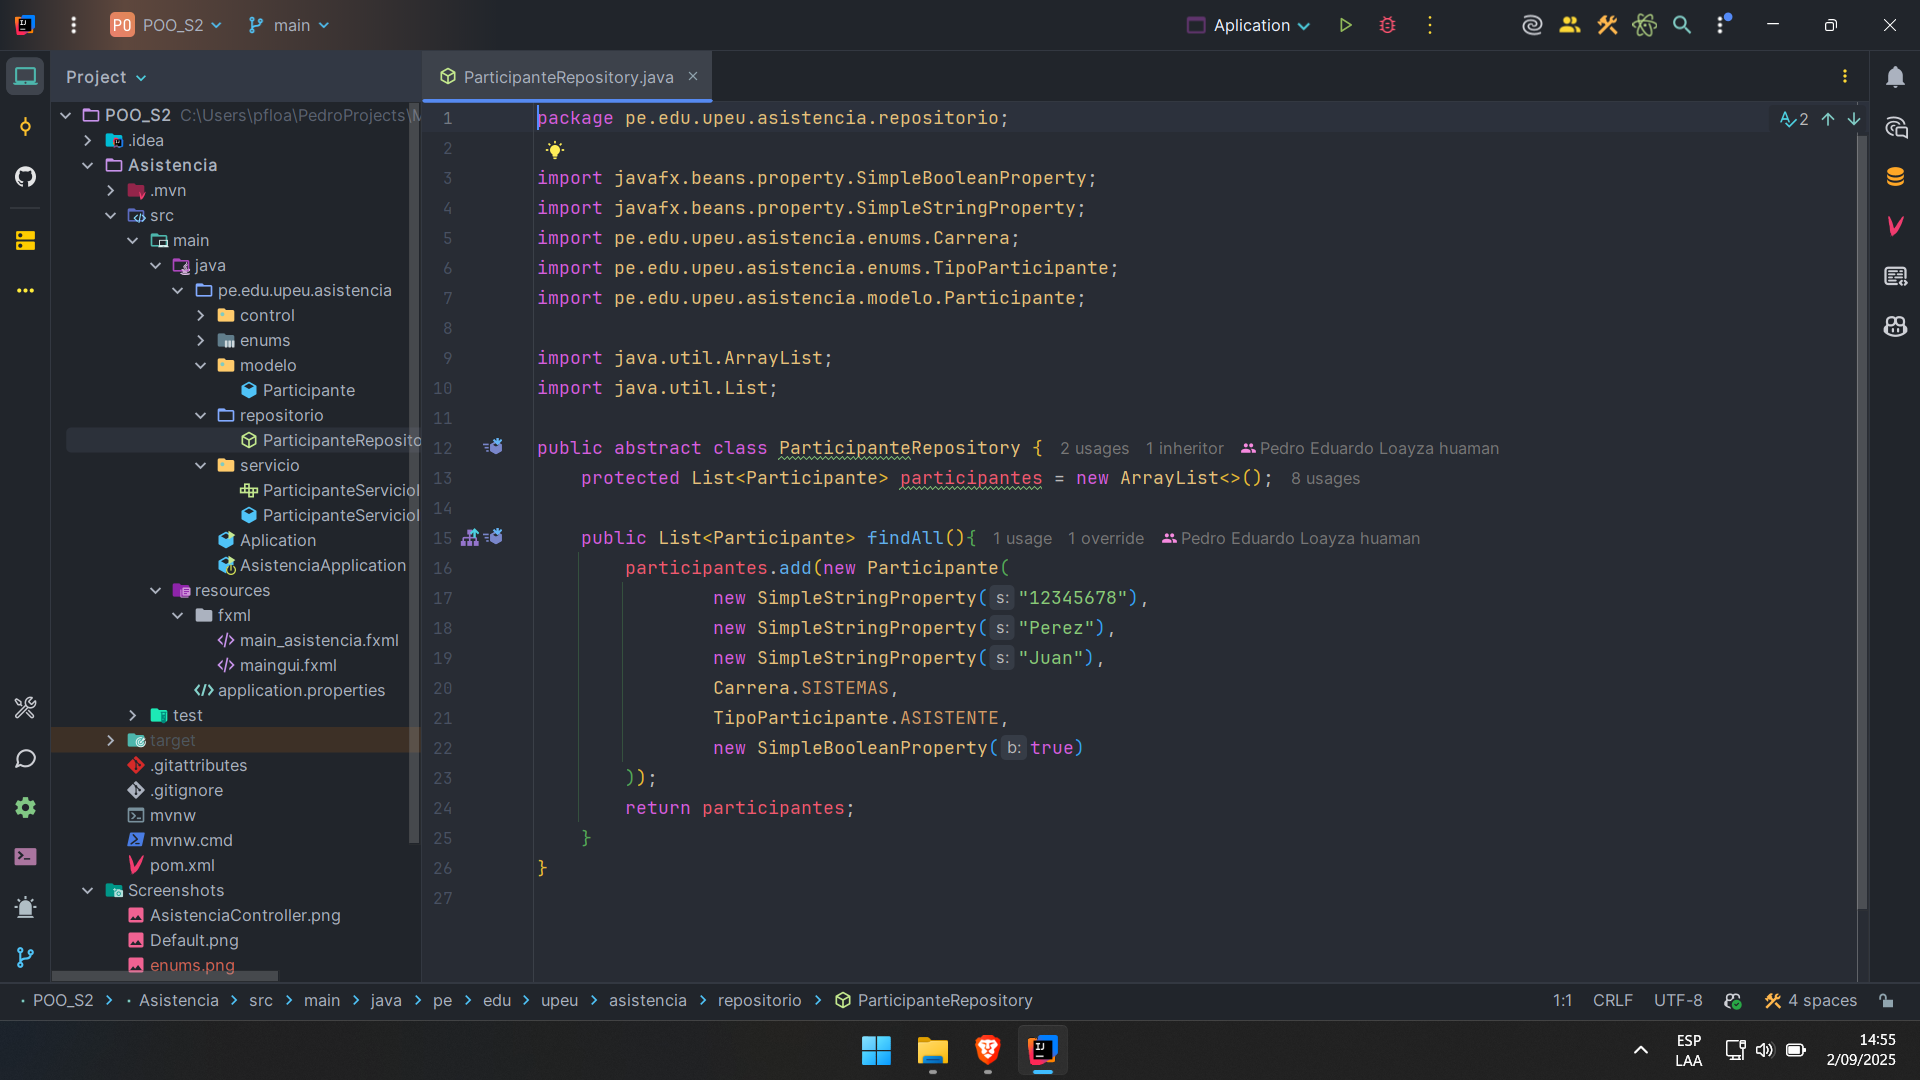 PO POO_S2 main Aplication
Project
ParticipanteRepository.java
POO_S2 C:\Users\pfloa\PedroProjects\
.idea
Asistencia
.mvn
src
main
java
pe.edu.upeu.asistencia
control
enums
modelo
Participante
repositorio
ParticipanteReposito
servicio
ParticipanteServicioI
ParticipanteServicioI
Aplication
AsistenciaApplication
resources
fxml
main_asistencia.fxml
maingui.fxml
application.properties
test
target
.gitattributes
.gitignore
mvnw
mvnw.cmd
pom.xml
Screenshots
AsistenciaController.png
Default.png
enums.png
1 package pe.edu.upeu.asistencia.repositorio; 2
2
3 import javafx.beans.property.SimpleBooleanProperty;
4 import javafx.beans.property.SimpleStringProperty;
5 import pe.edu.upeu.asistencia.enums.Carrera;
6 import pe.edu.upeu.asistencia.enums.TipoParticipante;
7 import pe.edu.upeu.asistencia.modelo.Participante;
8
9 import java.util.ArrayList;
10 import java.util.List;
11
12 public abstract class ParticipanteRepository { 2 usages 1 inheritor Pedro Eduardo Loayza huaman
13 protected List<Participante> participantes = new ArrayList<>(); 8 usages
14
15 public List<Participante> findAll(){ 1 usage 1 override Pedro Eduardo Loayza huaman
16 participantes.add(new Participante(
17 new SimpleStringProperty( s: "12345678"),
18 new SimpleStringProperty( s: "Perez"),
19 new SimpleStringProperty( s: "Juan"),
20 Carrera.SISTEMAS,
21 TipoParticipante.ASISTENTE,
22 new SimpleBooleanProperty( b: true)
23 ));
24 return participantes;
25 }
26 }
27
POO_S2 > Asistencia > src > main > java > pe > edu > upeu > asistencia > repositorio > ParticipanteRepository 1:1 CRLF UTF-8 4 spaces
ESP
LAA
14:55
2/09/2025